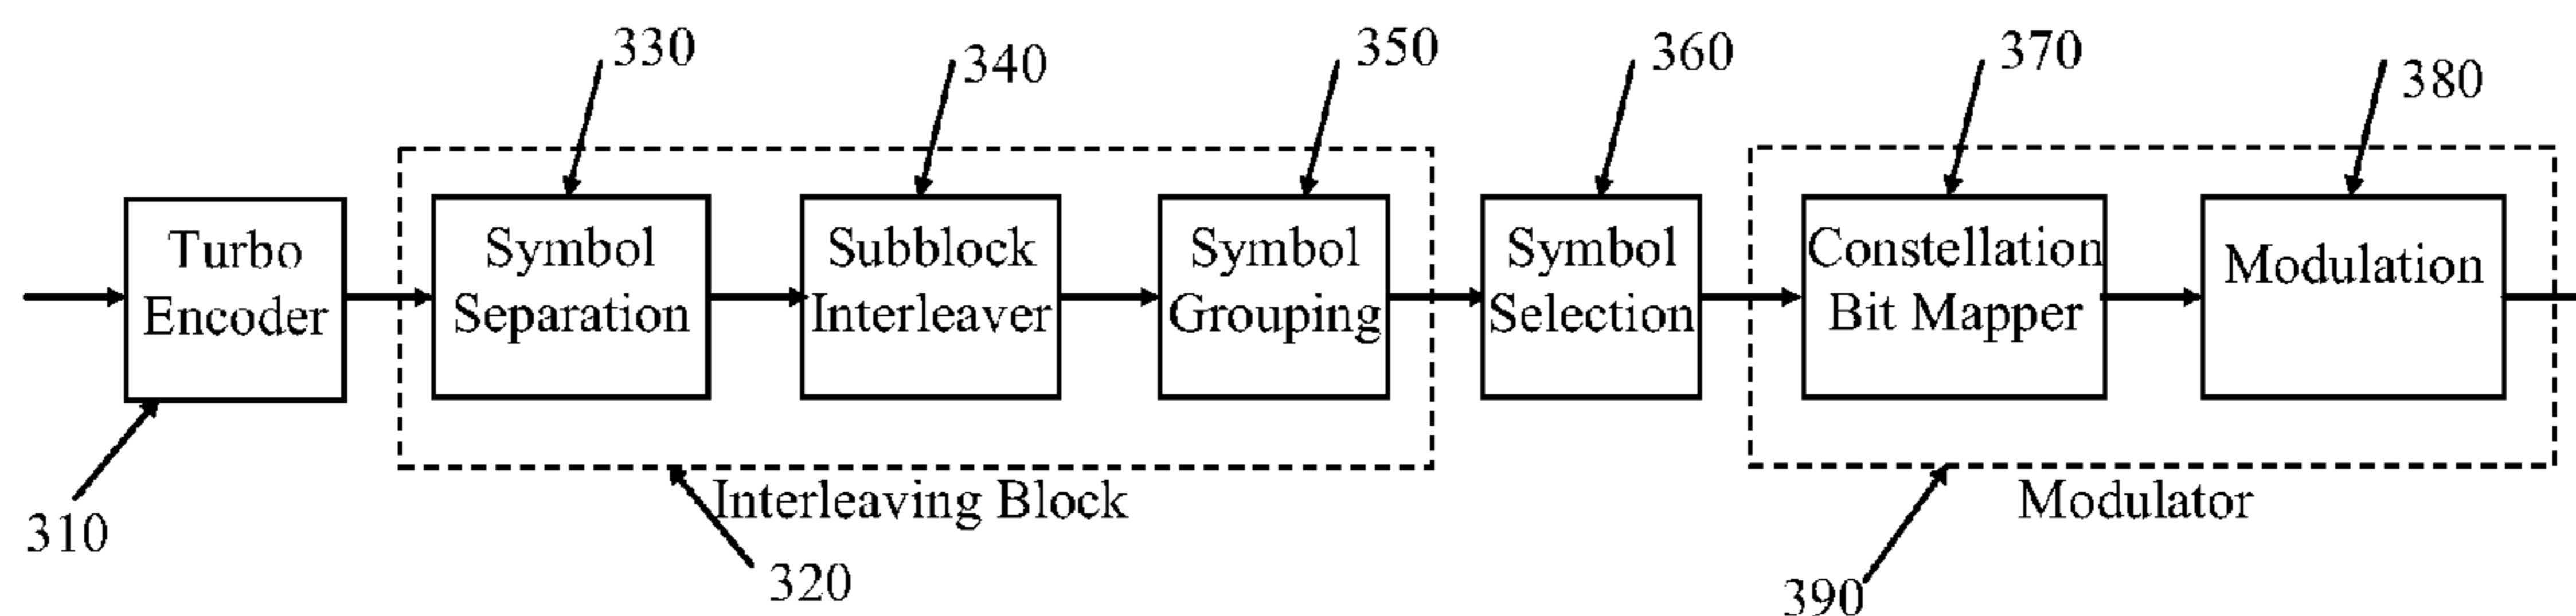 330
340
350
360
370
380
Turbo
Encoder
Symbol
Separation
Subblock
Interleaver
Symbol
Grouping
Symbol
Selection
Constellation
Bit Mapper
Modulation
310
Interleaving Block
320
Modulator
390